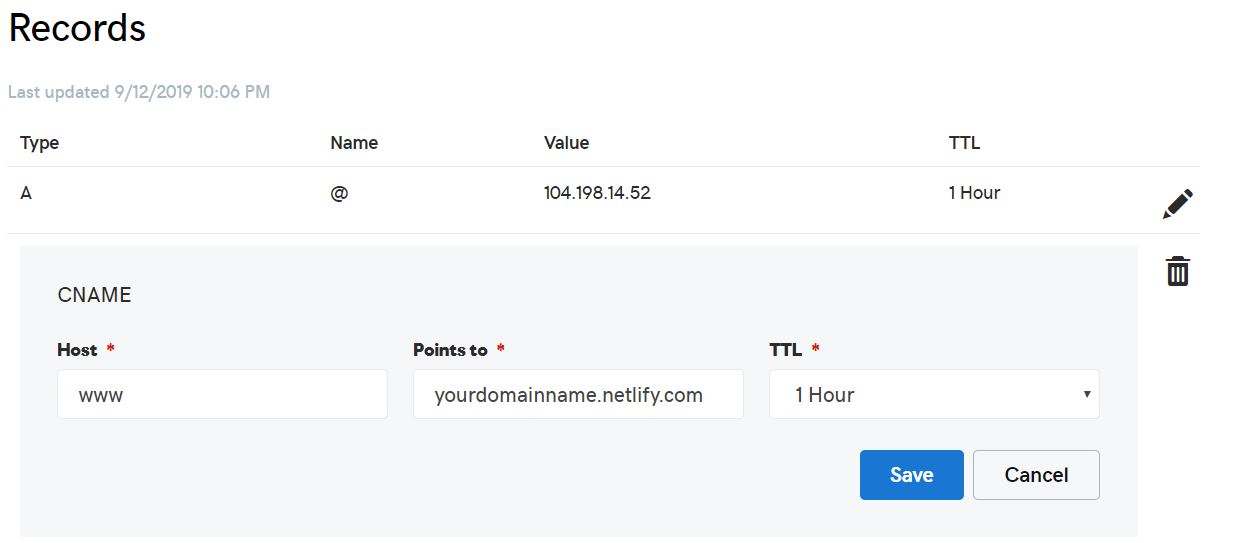 Records
Last updated 9/12/2019 10:06 PM
Type Name Value TTL
A @ 104.198.14.52 1 Hour
CNAME
Host * Points to * TTL *
www yourdomainname.netlify.com 1 Hour
Save Cancel